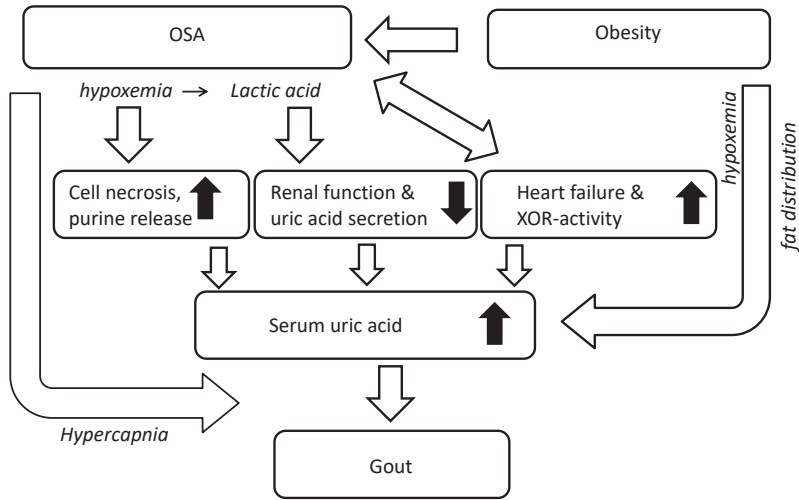 OSA
Obesity
hypoxemia → Lactic acid
hypoxemia
fat distribution
Cell necrosis,
purine release
Renal function &
uric acid secretion
Heart failure &
XOR-activity
Serum uric acid
Hypercapnia
Gout